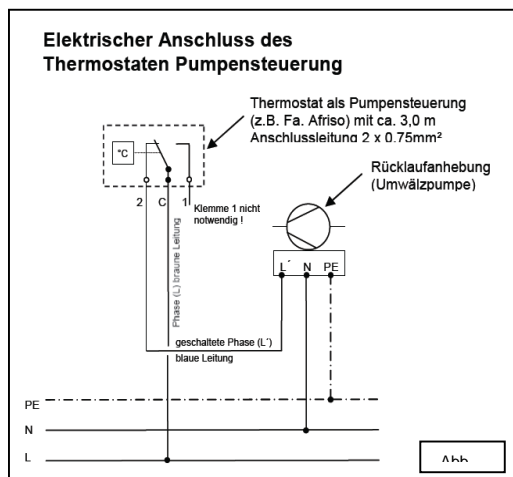 Elektrischer Anschluss des
Thermostaten Pumpensteuerung
Thermostat als Pumpensteuerung
(z.B. Fa. Afriso) mit ca. 3,0 m
Anschlussleitung 2 x 0.75mm²
°C
Rücklaufanhebung
(Umwälzpumpe)
2 C 1
Klemme 1 nicht
notwendig !
Phase (L) braune Leitung
L´ N PE
geschaltete Phase (L´)
blaue Leitung
PE
N
L
Abb